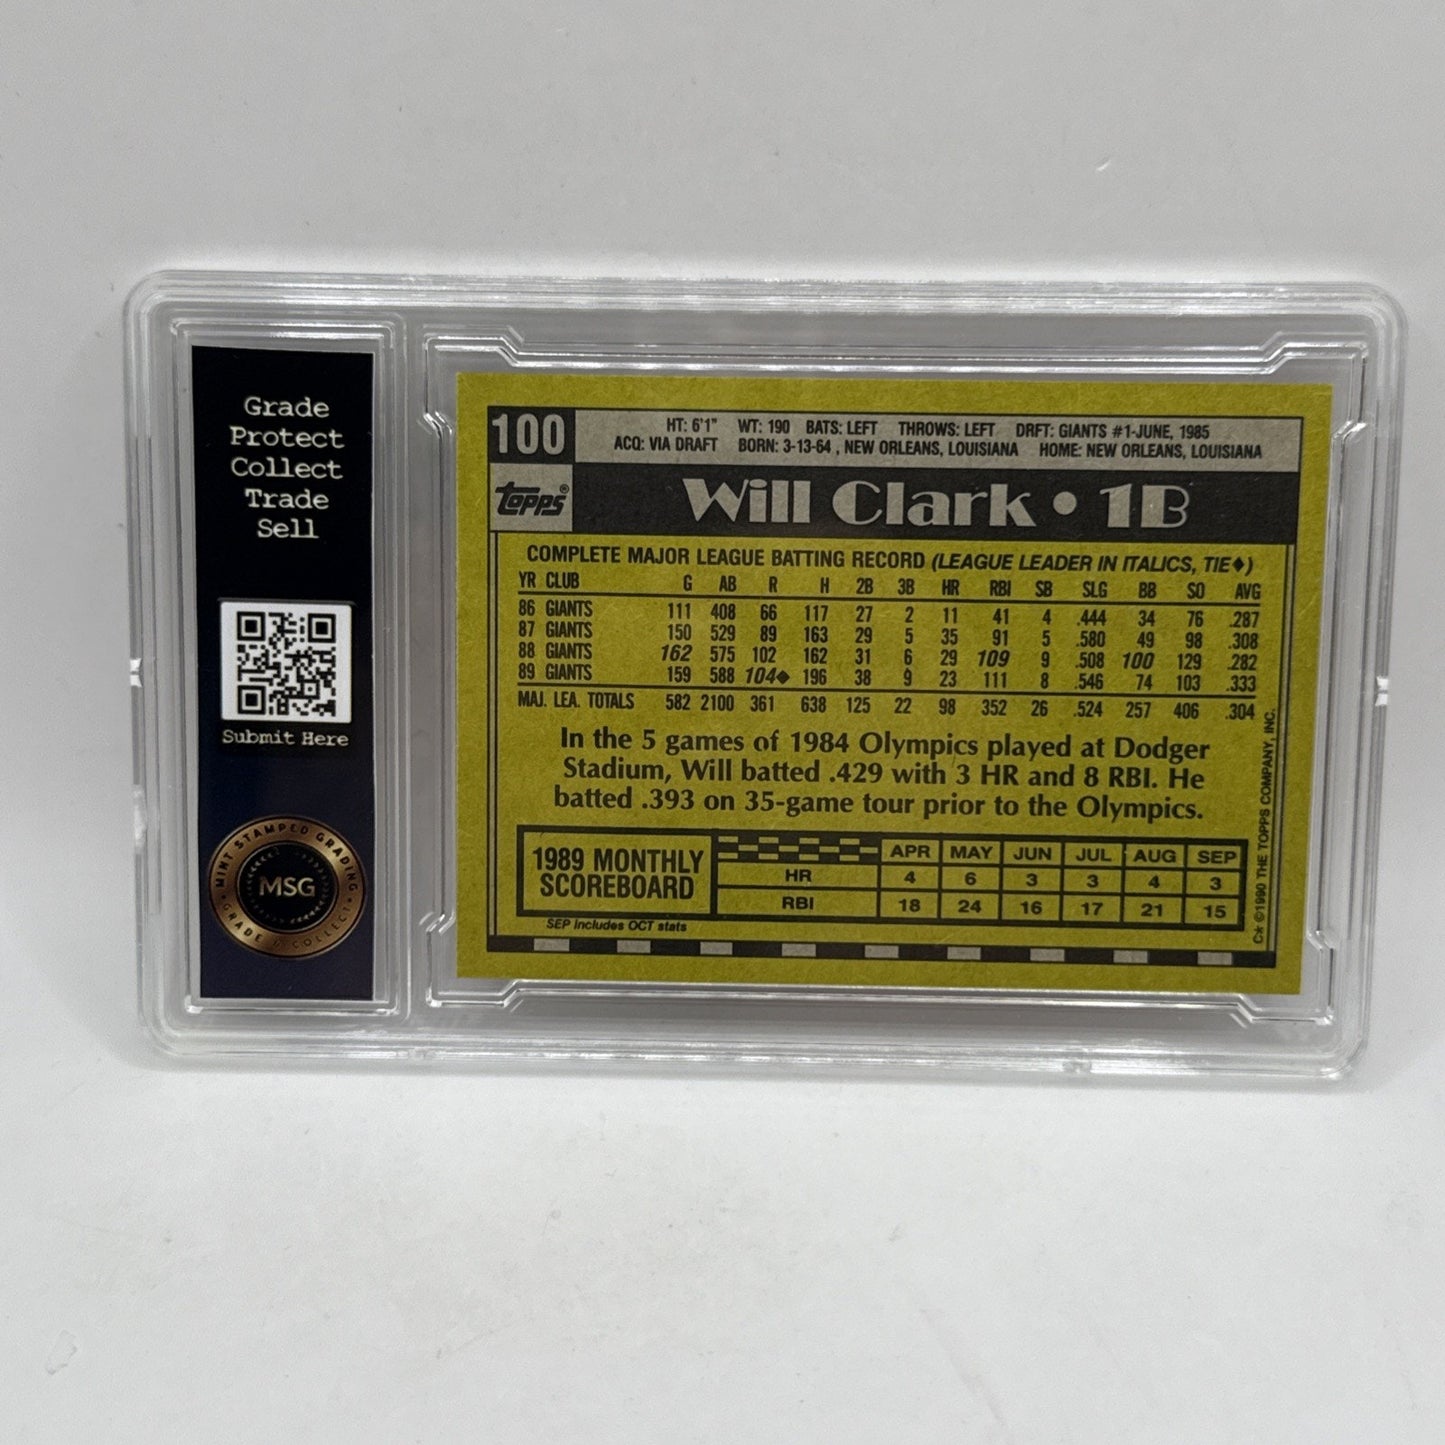 Grade
Protect
Collect
Trade
Sell
Submit Here
MINT STAMPED GRADING
MSG
GRADE & COLLECT
100
HT: 6'1" WT: 190 BATS: LEFT THROWS: LEFT DRFT: GIANTS #1-JUNE, 1985
ACQ: VIA DRAFT BORN: 3-13-64 , NEW ORLEANS, LOUISIANA HOME: NEW ORLEANS, LOUISIANA
Topps®
Will Clark • 1B
COMPLETE MAJOR LEAGUE BATTING RECORD (LEAGUE LEADER IN ITALICS, TIE♦)
YR CLUB G AB R H 2B 3B HR RBI SB SLG BB SO AVG
86 GIANTS 111 408 66 117 27 2 11 41 4 .444 34 76 .287
87 GIANTS 150 529 89 163 29 5 35 91 5 .580 49 98 .308
88 GIANTS 162 575 102 162 31 6 29 109 9 .508 100 129 .282
89 GIANTS 159 588 104♦ 196 38 9 23 111 8 .546 74 103 .333
MAJ. LEA. TOTALS 582 2100 361 638 125 22 98 352 26 .524 257 406 .304
In the 5 games of 1984 Olympics played at Dodger
Stadium, Will batted .429 with 3 HR and 8 RBI. He
batted .393 on 35-game tour prior to the Olympics.
1989 MONTHLY
SCOREBOARD
APR MAY JUN JUL AUG SEP
HR 4 6 3 3 4 3
RBI 18 24 16 17 21 15
SEP includes OCT stats
C* ©1990 THE TOPPS COMPANY, INC.